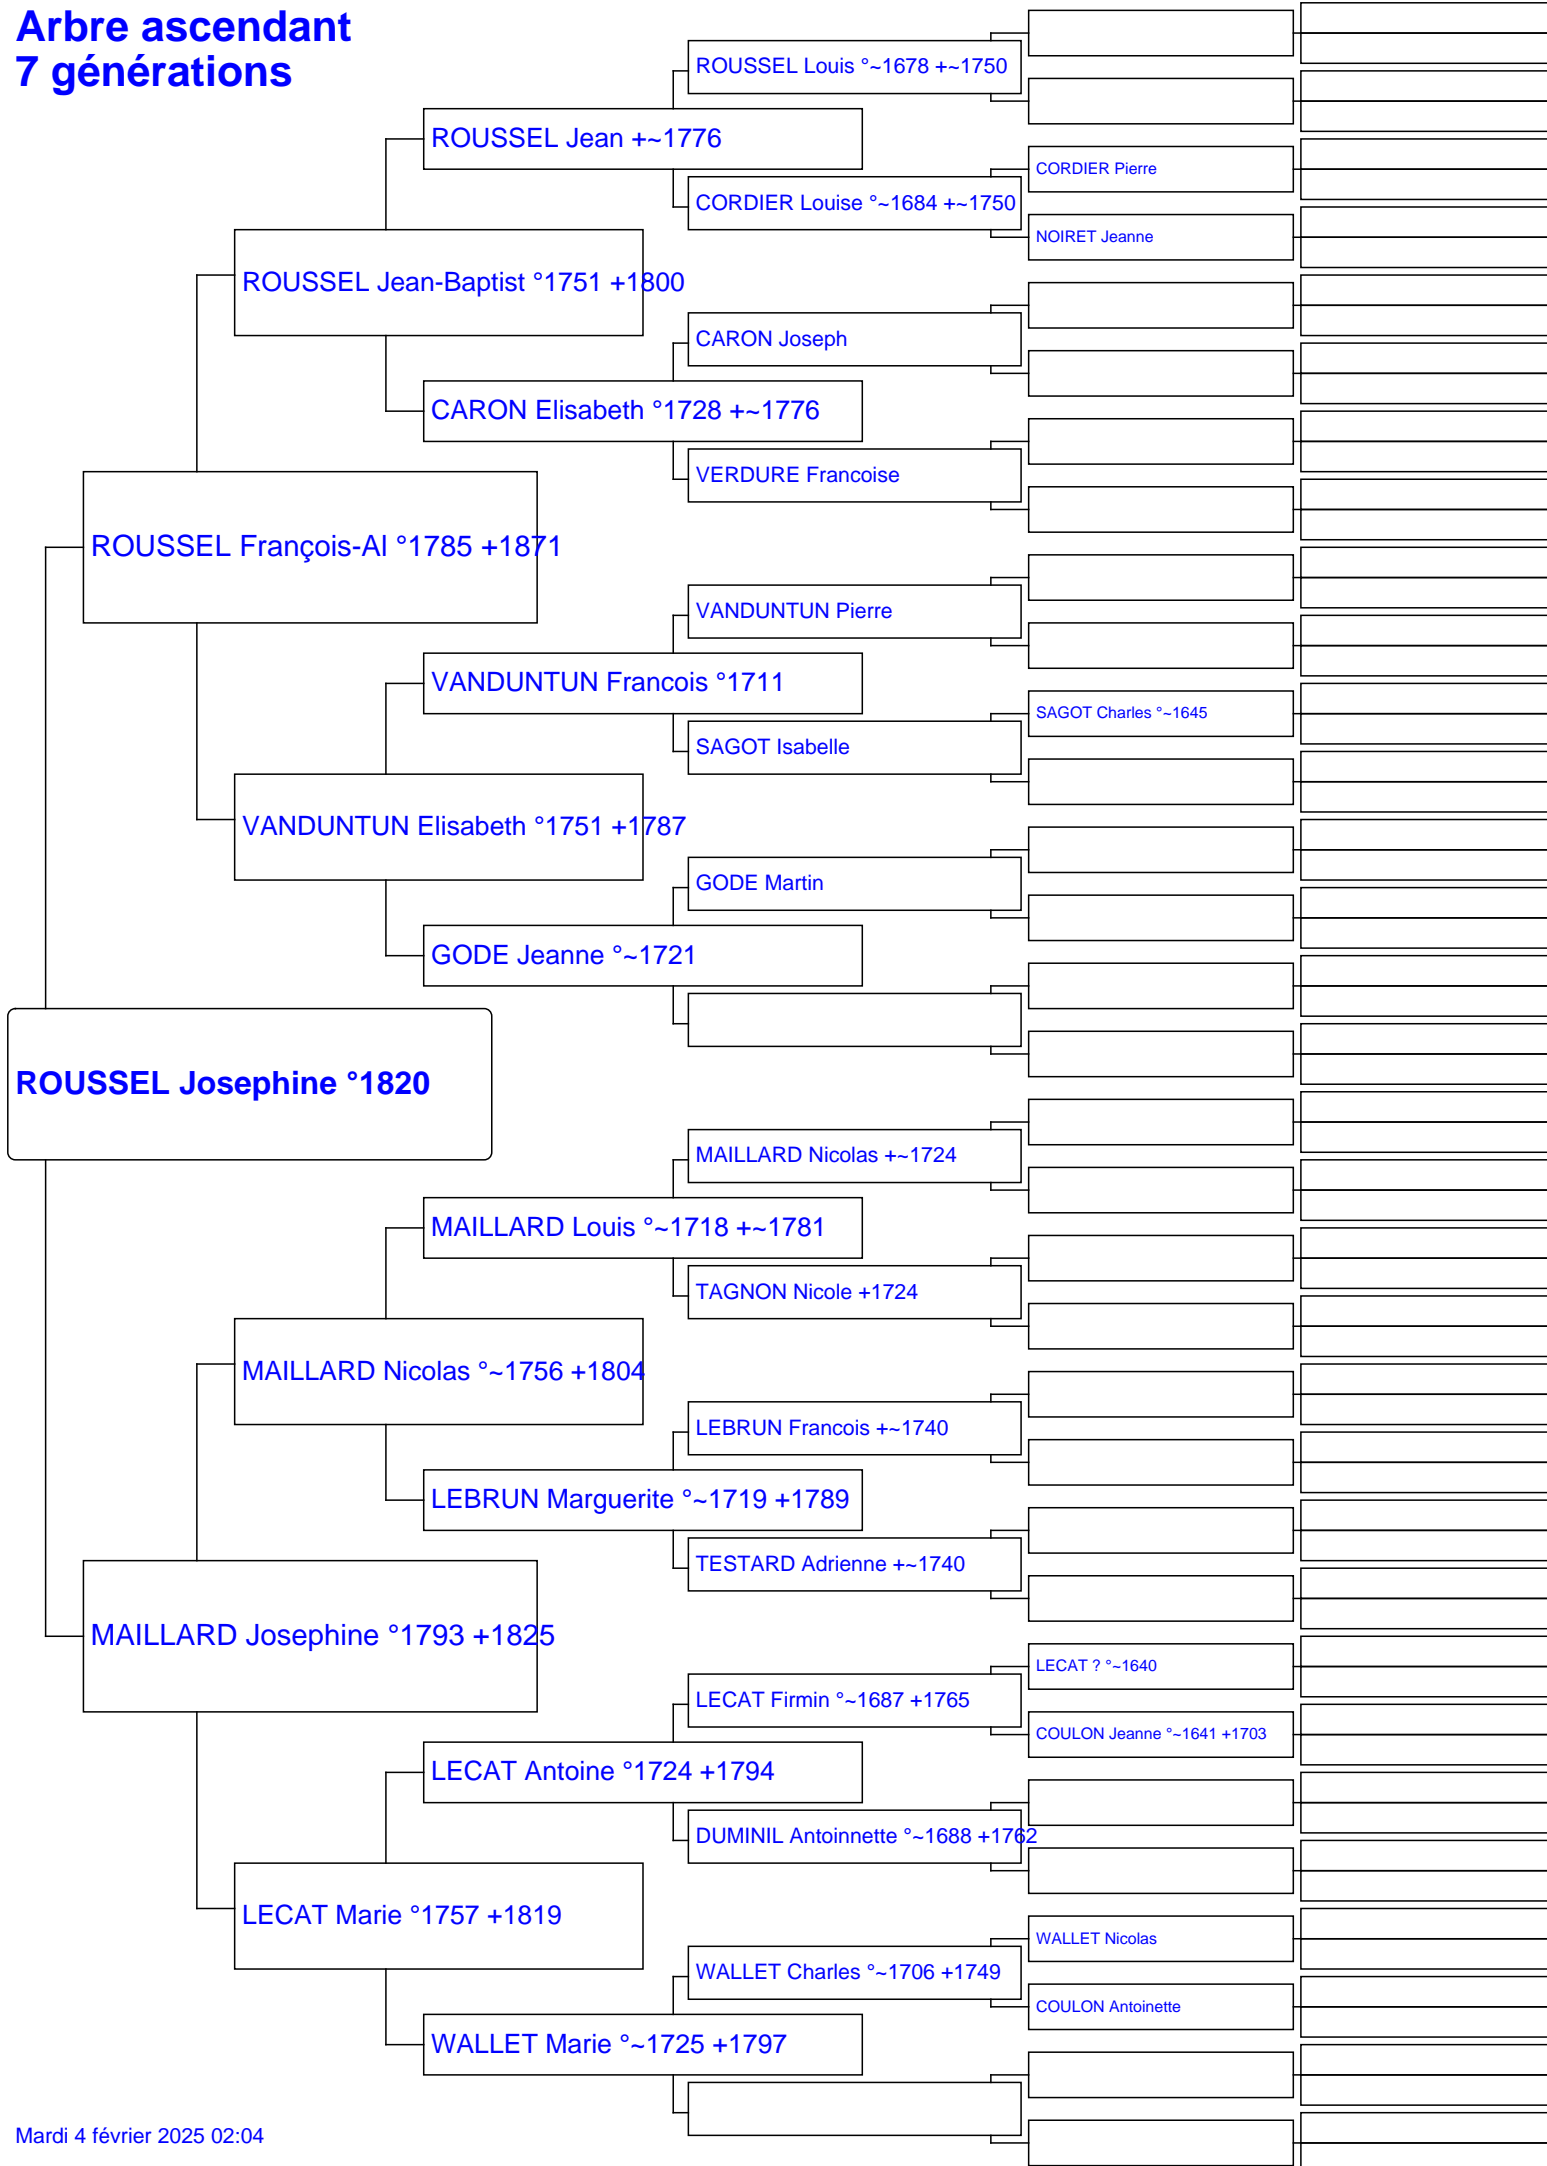 Arbre ascendant
7 générations
ROUSSEL Louis °~1678 +~1750
ROUSSEL Jean +~1776
CORDIER Pierre
CORDIER Louise °~1684 +~1750
NOIRET Jeanne
ROUSSEL Jean-Baptist °1751 +1800
CARON Joseph
CARON Elisabeth °1728 +~1776
VERDURE Francoise
ROUSSEL François-Al °1785 +1871
VANDUNTUN Pierre
VANDUNTUN Francois °1711
SAGOT Charles °~1645
SAGOT Isabelle
VANDUNTUN Elisabeth °1751 +1787
GODE Martin
GODE Jeanne °~1721
ROUSSEL Josephine °1820
MAILLARD Nicolas +~1724
MAILLARD Louis °~1718 +~1781
TAGNON Nicole +1724
MAILLARD Nicolas °~1756 +1804
LEBRUN Francois +~1740
LEBRUN Marguerite °~1719 +1789
TESTARD Adrienne +~1740
MAILLARD Josephine °1793 +1825
LECAT ? °~1640
LECAT Firmin °~1687 +1765
COULON Jeanne °~1641 +1703
LECAT Antoine °1724 +1794
DUMINIL Antoinnette °~1688 +1762
LECAT Marie °1757 +1819
WALLET Nicolas
WALLET Charles °~1706 +1749
COULON Antoinette
WALLET Marie °~1725 +1797
Mardi 4 février 2025 02:04